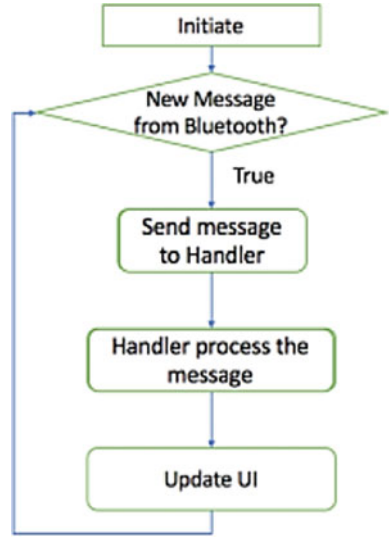 Initiate
New Message
from Bluetooth?
True
Send message
to Handler
Handler process the
message
Update UI